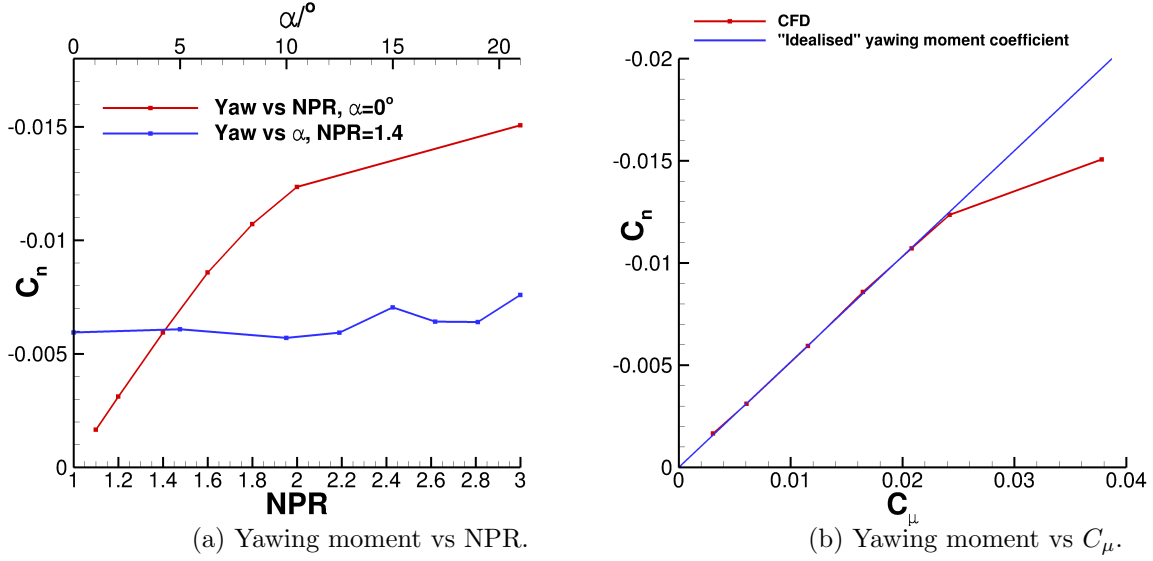 α/°
0 5 10 15 20
Yaw vs NPR, α=0°
Yaw vs α, NPR=1.4
-0.015
-0.01
-0.005
0
Cn
1 1.2 1.4 1.6 1.8 2 2.2 2.4 2.6 2.8 3
NPR
(a) Yawing moment vs NPR.
CFD
"Idealised" yawing moment coefficient
-0.02
-0.015
-0.01
-0.005
0
Cn
0 0.01 0.02 0.03 0.04
Cμ
(b) Yawing moment vs Cμ.